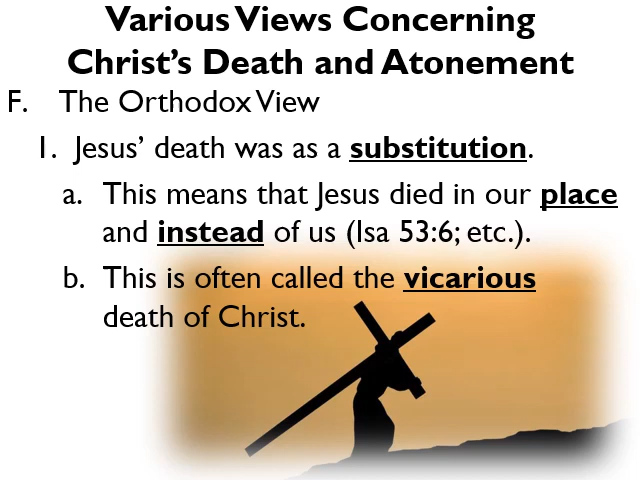 Various Views Concerning
Christ’s Death and Atonement
F. The Orthodox View
1. Jesus’ death was as a substitution.
a. This means that Jesus died in our place
and instead of us (Isa 53:6; etc.).
b. This is often called the vicarious
death of Christ.